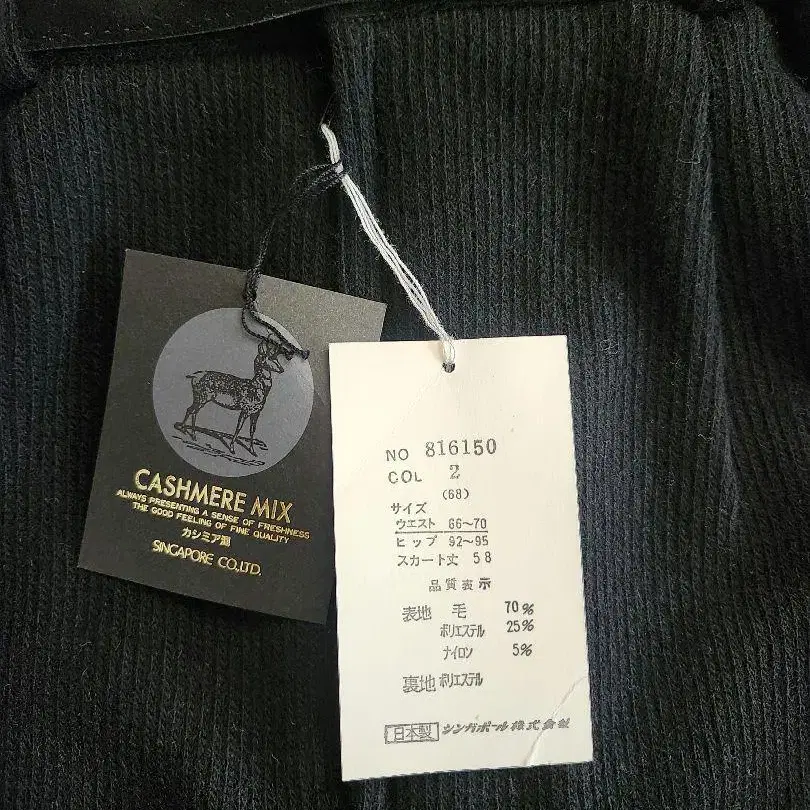 CASHMERE MIX
ALWAYS PRESENTING A SENSE OF FRESHNESS
THE GOOD FEELING OF FINE QUALITY
カシミア混
SINGAPORE CO.,LTD.
NO 816150
COL 2
(68)
サイズ
ウエスト 66〜70
ヒップ 92〜95
スカート丈 58
品質表示
表地 毛 70%
ポリエステル 25%
ナイロン 5%
裏地 ポリエステル
日本製 シンガポール株式会社